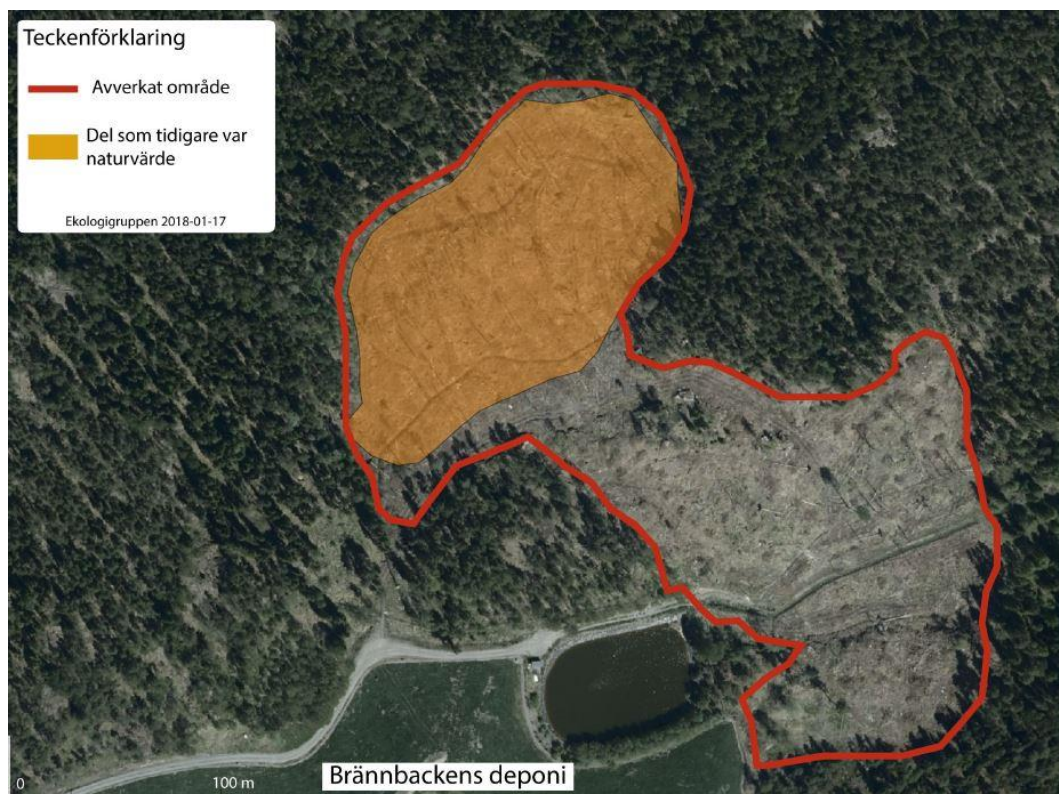 Teckenförklaring
Avverkat område
Del som tidigare var
naturvärde
Ekologigruppen 2018-01-17
0
100 m
Brännbackens deponi